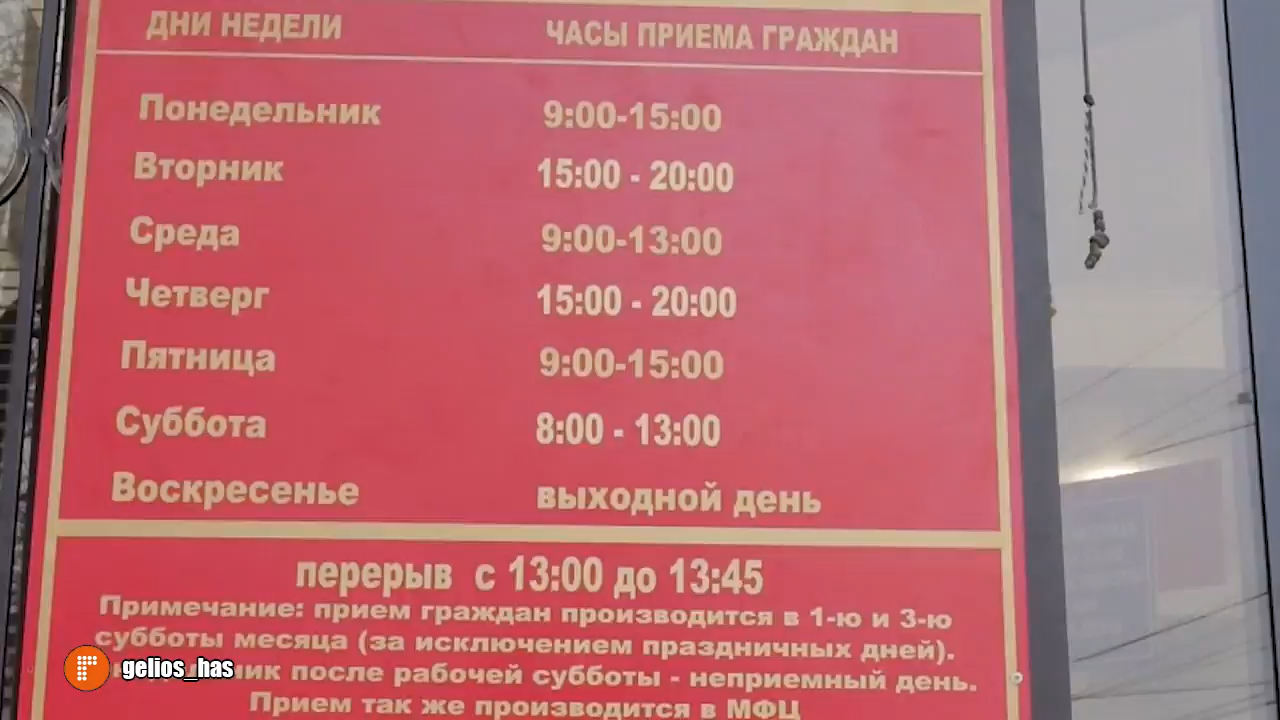 ДНИ НЕДЕЛИ ЧАСЫ ПРИЕМА ГРАЖДАН
Понедельник 9:00-15:00
Вторник 15:00 - 20:00
Среда 9:00-13:00
Четверг 15:00 - 20:00
Пятница 9:00-15:00
Суббота 8:00 - 13:00
Воскресенье выходной день
перерыв с 13:00 до 13:45
Примечание: прием граждан производится в 1-ю и 3-ю
субботы месяца (за исключением праздничных дней).
после рабочей субботы - неприемный день.
Прием так же производится в МФЦ
gelios_has